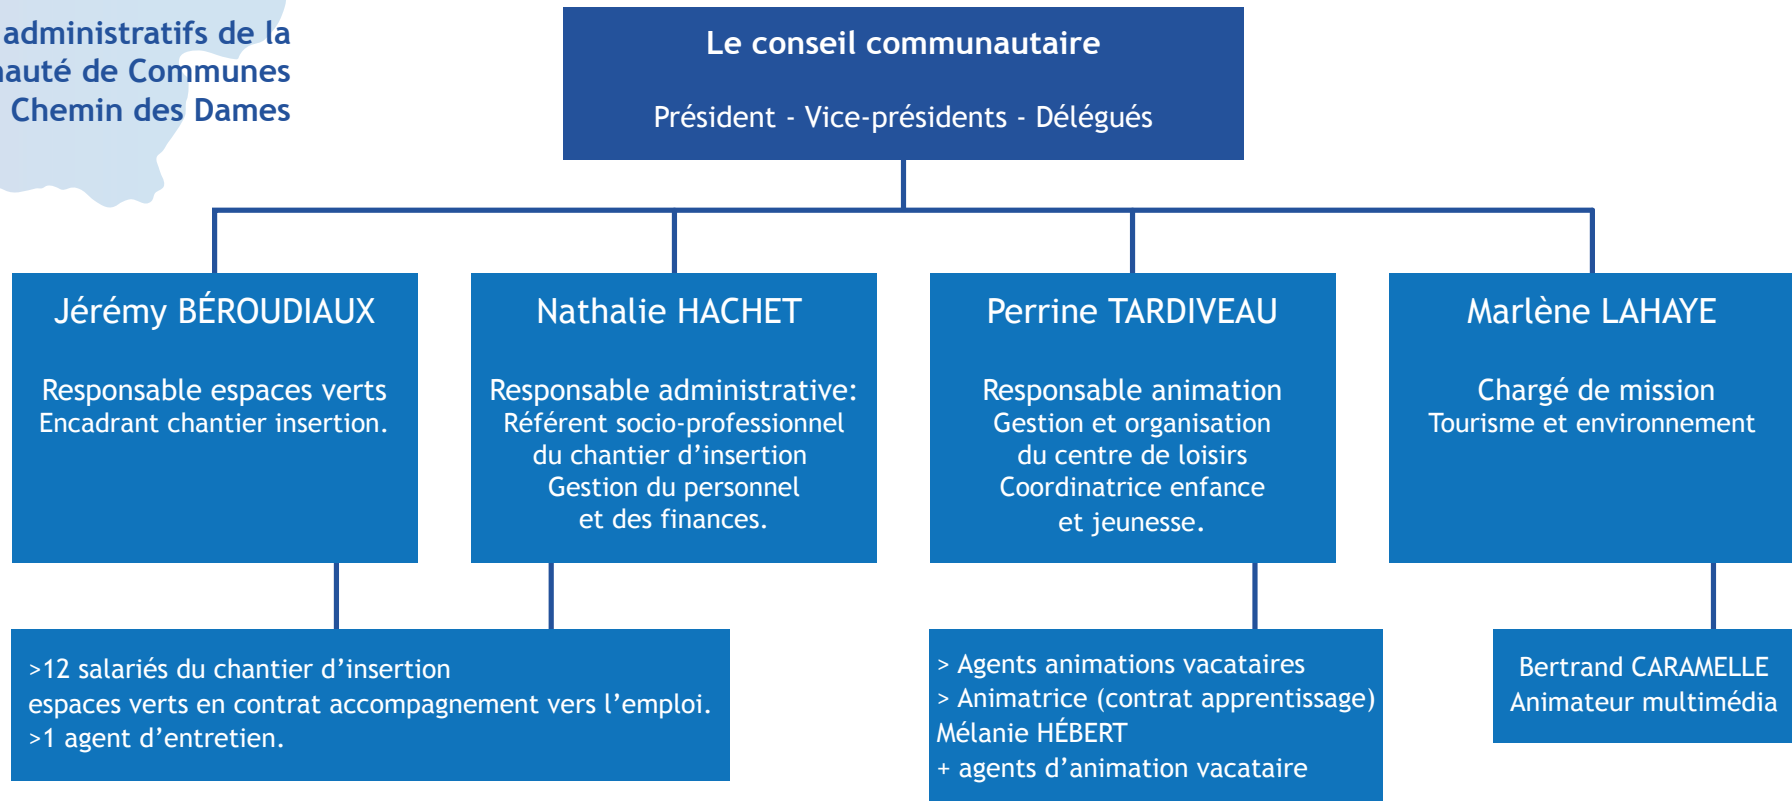 administratifs de la
de Communes
Chemin des Dames
Le conseil communautaire
Président - Vice-présidents - Délégués
Jérémy BÉROUDIAUX
Responsable espaces verts
Encadrant chantier insertion.
Nathalie HACHET
Responsable administrative:
Référent socio-professionnel
du chantier d’insertion
Gestion du personnel
et des finances.
Perrine TARDIVEAU
Responsable animation
Gestion et organisation
du centre de loisirs
Coordinatrice enfance
et jeunesse.
Marlène LAHAYE
Chargé de mission
Tourisme et environnement
>12 salariés du chantier d’insertion
espaces verts en contrat accompagnement vers l’emploi.
>1 agent d’entretien.
> Agents animations vacataires
> Animatrice (contrat apprentissage)
Mélanie HÉBERT
+ agents d’animation vacataire
Bertrand CARAMELLE
Animateur multimédia